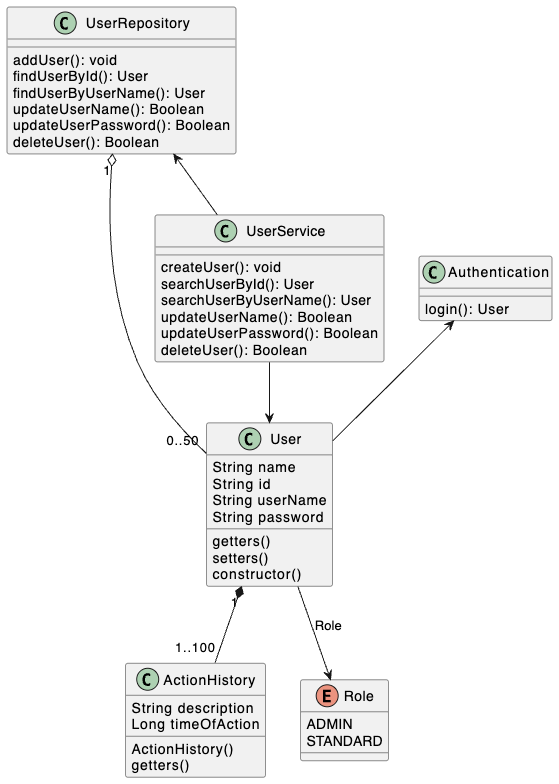 C UserRepository
addUser(): void
findUserById(): User
findUserByUserName(): User
updateUserName(): Boolean
updateUserPassword(): Boolean
deleteUser(): Boolean
1
C UserService
createUser(): void
searchUserById(): User
searchUserByUserName(): User
updateUserName(): Boolean
updateUserPassword(): Boolean
deleteUser(): Boolean
C Authentication
login(): User
0..50
C User
String name
String id
String userName
String password
getters()
setters()
constructor()
1
Role
1..100
C ActionHistory
String description
Long timeOfAction
ActionHistory()
getters()
E Role
ADMIN
STANDARD